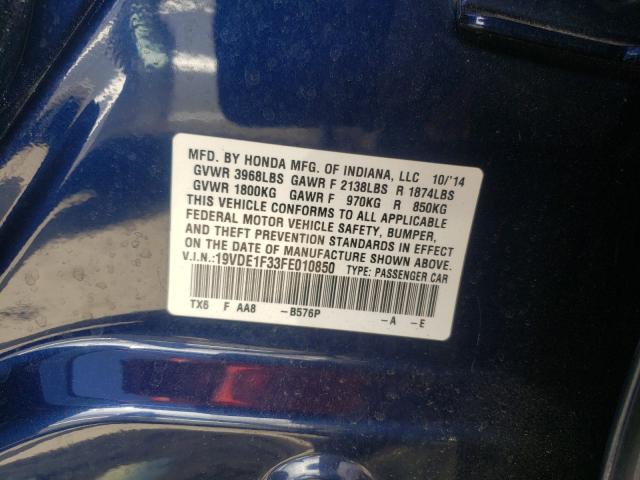 MFD. BY HONDA MFG. OF INDIANA, LLC 10/'14
GVWR 3968LBS GAWR F 2138LBS R 1874LBS
GVWR 1800KG GAWR F 970KG R 850KG
THIS VEHICLE CONFORMS TO ALL APPLICABLE
FEDERAL MOTOR VEHICLE SAFETY, BUMPER,
AND THEFT PREVENTION STANDARDS IN EFFECT
ON THE DATE OF MANUFACTURE SHOWN ABOVE.
V.I.N.:19VDE1F33FE010850 TYPE: PASSENGER CAR
TX6 F AA8 -B576P -A -E